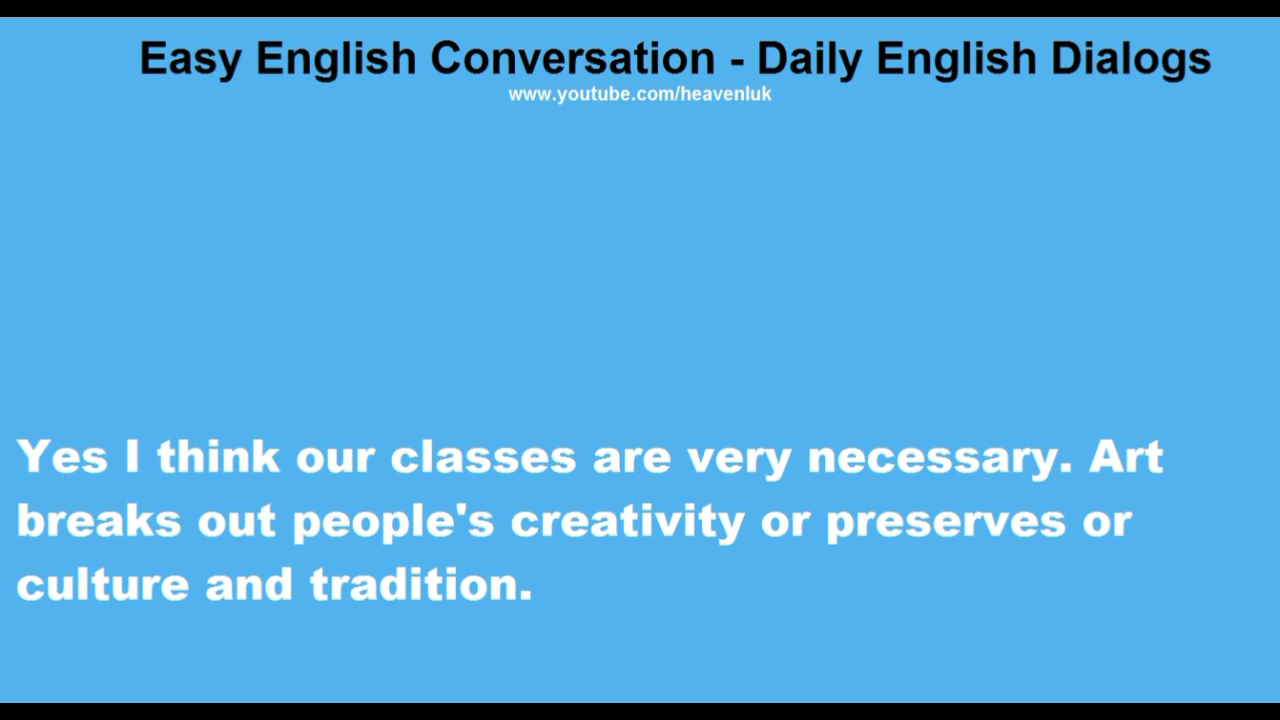 Easy English Conversation - Daily English Dialogs
www.youtube.com/heavenluk
Yes I think our classes are very necessary. Art
breaks out people's creativity or preserves or
culture and tradition.